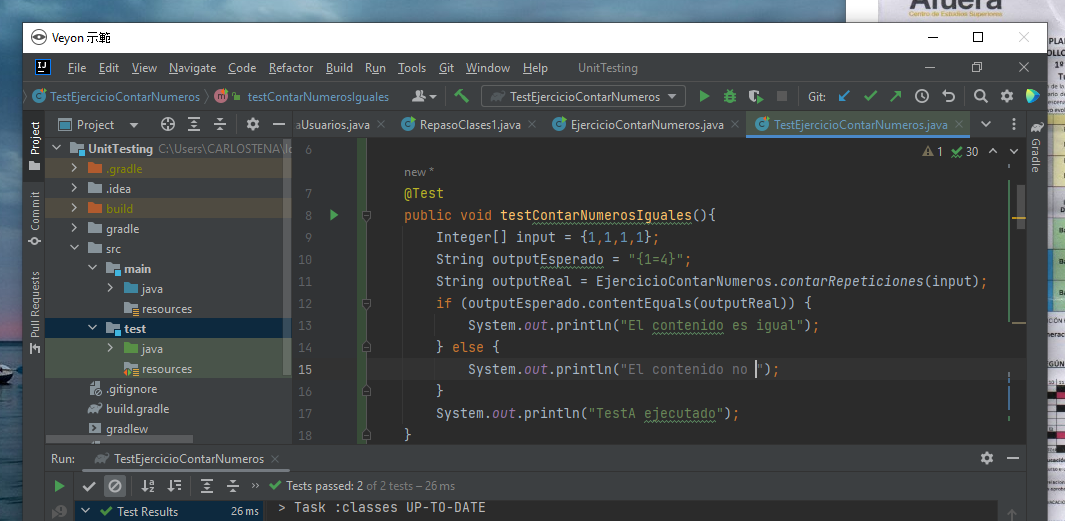 Afuera
Centro de Estudios Superiores
Veyon 示範
File Edit View Navigate Code Refactor Build Run Tools Git Window Help UnitTesting
TestEjercicioContarNumeros testContarNumerosIguales TestEjercicioContarNumeros Git:
Project aUsuarios.java RepasoClases1.java EjercicioContarNumeros.java TestEjercicioContarNumeros.java
Project
Commit
Pull Requests
Gradle
UnitTesting C:\Users\CARLOSTENA\Ic
.gradle
.idea
build
gradle
src
main
java
resources
test
java
resources
.gitignore
build.gradle
gradlew
1 30
6
new *
7 @Test
8 public void testContarNumerosIguales(){
9 Integer[] input = {1,1,1,1};
10 String outputEsperado = "{1=4}";
11 String outputReal = EjercicioContarNumeros.contarRepeticiones(input);
12 if (outputEsperado.contentEquals(outputReal)) {
13 System.out.println("El contenido es igual");
14 } else {
15 System.out.println("El contenido no ");
16 }
17 System.out.println("TestA ejecutado");
18 }
Run: TestEjercicioContarNumeros
Tests passed: 2 of 2 tests – 26 ms
Test Results 26 ms
> Task :classes UP-TO-DATE